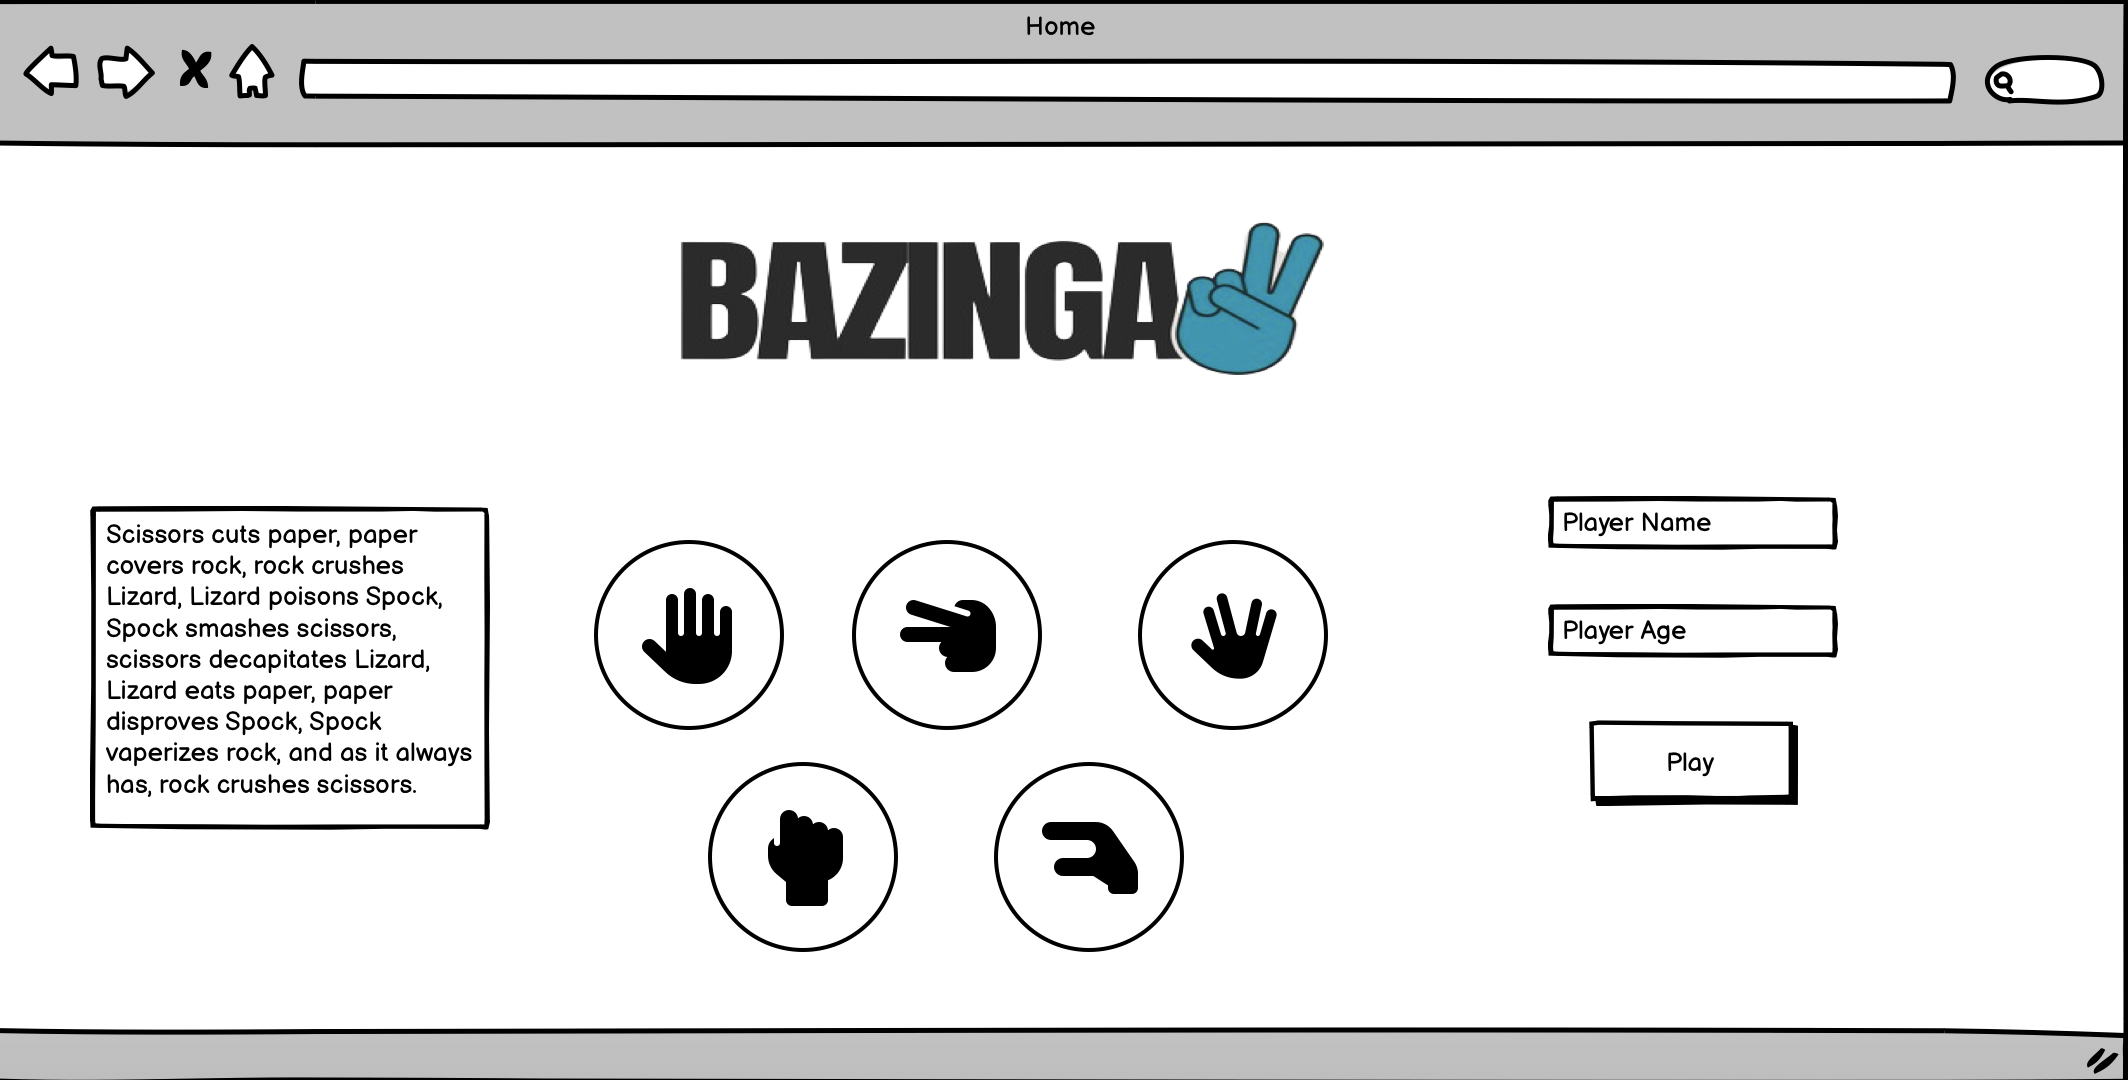 Home
BAZINGA
Scissors cuts paper, paper
covers rock, rock crushes
Lizard, Lizard poisons Spock,
Spock smashes scissors,
scissors decapitates Lizard,
Lizard eats paper, paper
disproves Spock, Spock
vaperizes rock, and as it always
has, rock crushes scissors.
Player Name
Player Age
Play